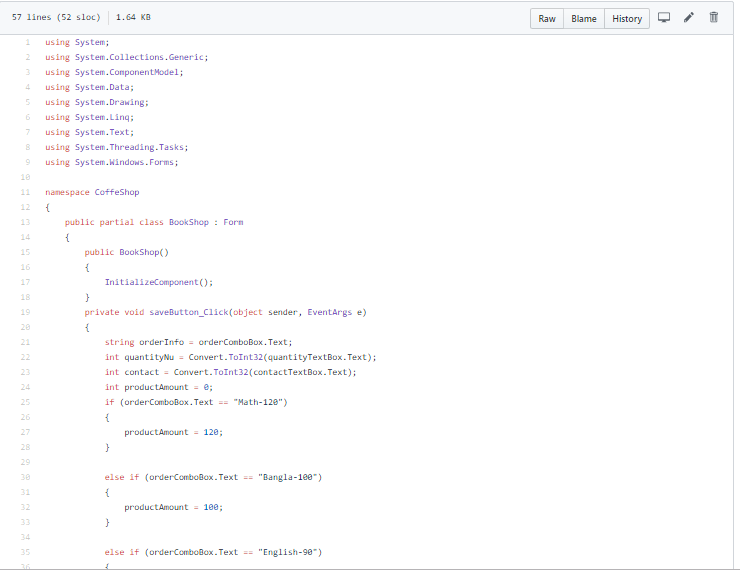 57 lines (52 sloc) 1.64 KB Raw Blame History
1 using System;
2 using System.Collections.Generic;
3 using System.ComponentModel;
4 using System.Data;
5 using System.Drawing;
6 using System.Linq;
7 using System.Text;
8 using System.Threading.Tasks;
9 using System.Windows.Forms;
10
11 namespace CoffeShop
12 {
13 public partial class BookShop : Form
14 {
15 public BookShop()
16 {
17 InitializeComponent();
18 }
19 private void saveButton_Click(object sender, EventArgs e)
20 {
21 string orderInfo = orderComboBox.Text;
22 int quantityNu = Convert.ToInt32(quantityTextBox.Text);
23 int contact = Convert.ToInt32(contactTextBox.Text);
24 int productAmount = 0;
25 if (orderComboBox.Text == "Math-120")
26 {
27 productAmount = 120;
28 }
29
30 else if (orderComboBox.Text == "Bangla-100")
31 {
32 productAmount = 100;
33 }
34
35 else if (orderComboBox.Text == "English-90")
36 {